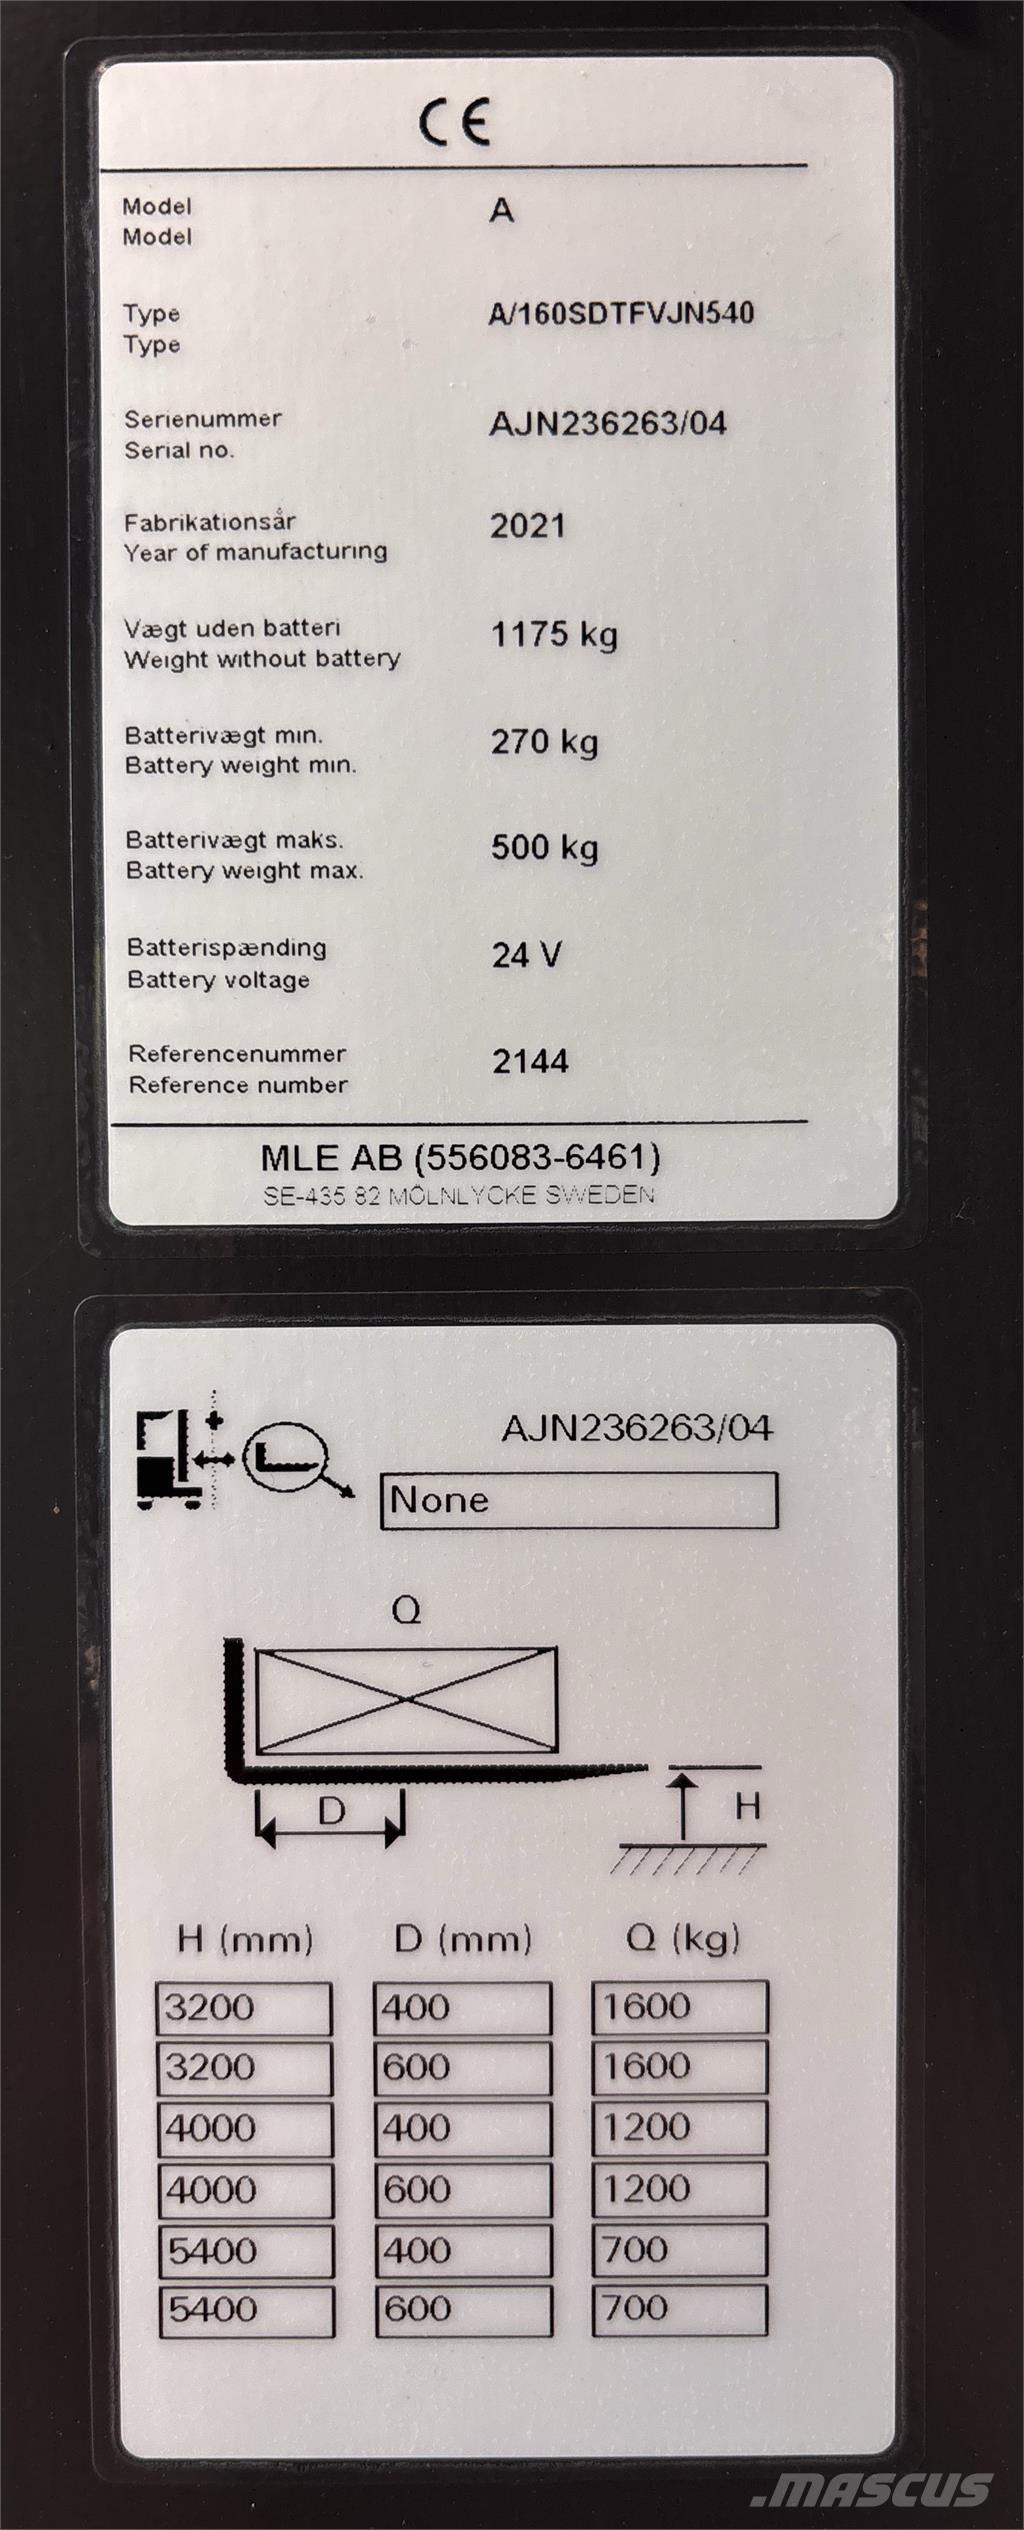 CE
Model A
Model
Type A/160SDTFVJN540
Type
Serienummer AJN236263/04
Serial no.
Fabrikationsår 2021
Year of manufacturing
Vægt uden batteri 1175 kg
Weight without battery
Batterivægt min. 270 kg
Battery weight min.
Batterivægt maks. 500 kg
Battery weight max.
Batterispænding 24 V
Battery voltage
Referencenummer 2144
Reference number
MLE AB (556083-6461)
SE-435 82 MÖLNLYCKE SWEDEN
AJN236263/04
None
Q
D
H
H (mm) D (mm) Q (kg)
3200 400 1600
3200 600 1600
4000 400 1200
4000 600 1200
5400 400 700
5400 600 700
.MASCUS